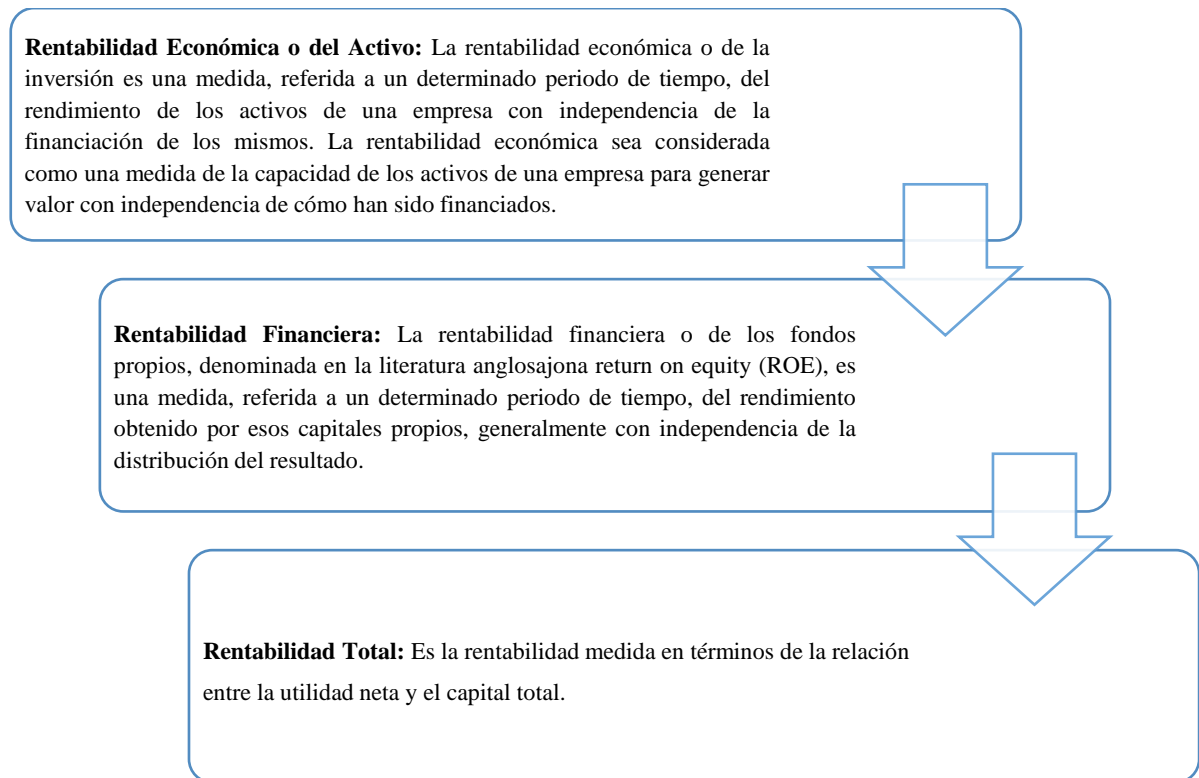 Rentabilidad Económica o del Activo: La rentabilidad económica o de la
inversión es una medida, referida a un determinado periodo de tiempo, del
rendimiento de los activos de una empresa con independencia de la
financiación de los mismos. La rentabilidad económica sea considerada
como una medida de la capacidad de los activos de una empresa para generar
valor con independencia de cómo han sido financiados.
Rentabilidad Financiera: La rentabilidad financiera o de los fondos
propios, denominada en la literatura anglosajona return on equity (ROE), es
una medida, referida a un determinado periodo de tiempo, del rendimiento
obtenido por esos capitales propios, generalmente con independencia de la
distribución del resultado.
Rentabilidad Total: Es la rentabilidad medida en términos de la relación
entre la utilidad neta y el capital total.